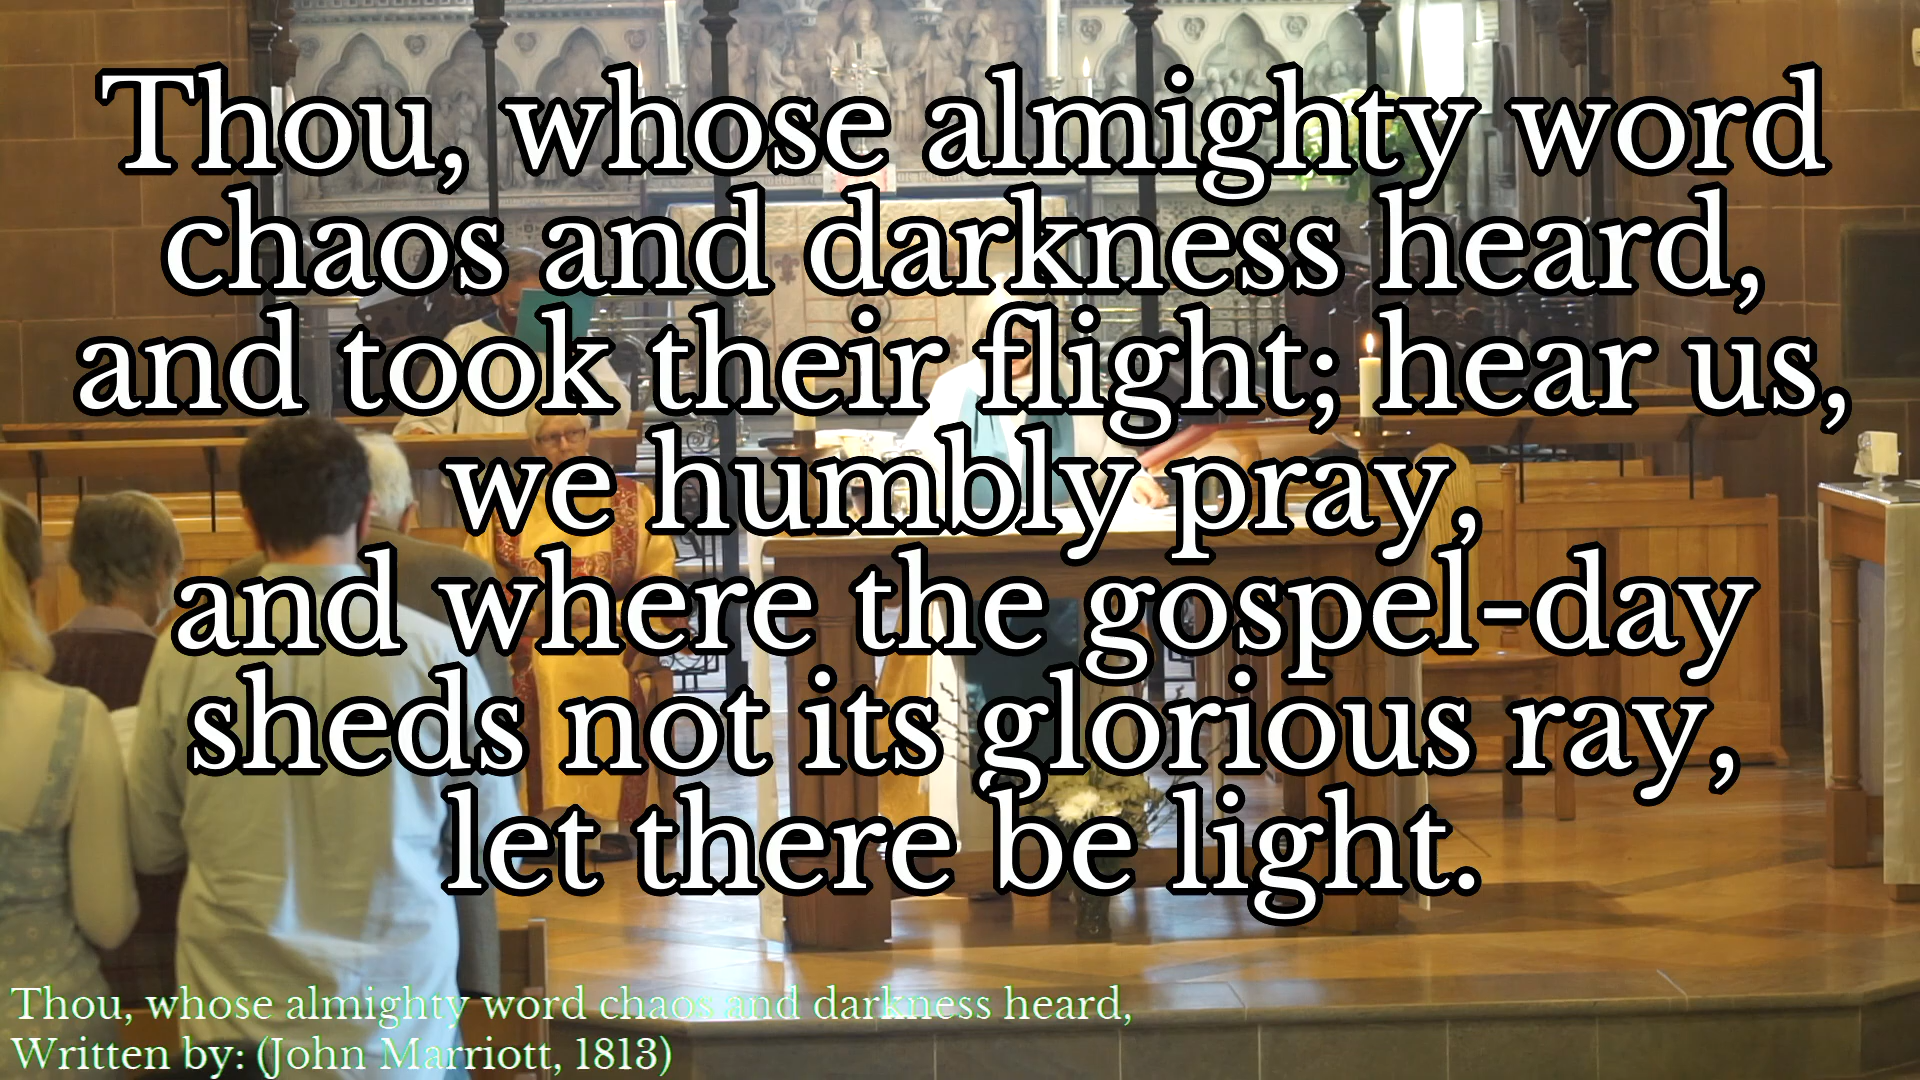 Thou, whose almighty word
chaos and darkness heard,
and took their flight; hear us,
we humbly pray,
and where the gospel-day
sheds not its glorious ray,
let there be light.
Thou, whose almighty word chaos and darkness heard,
Written by: (John Marriott, 1813)